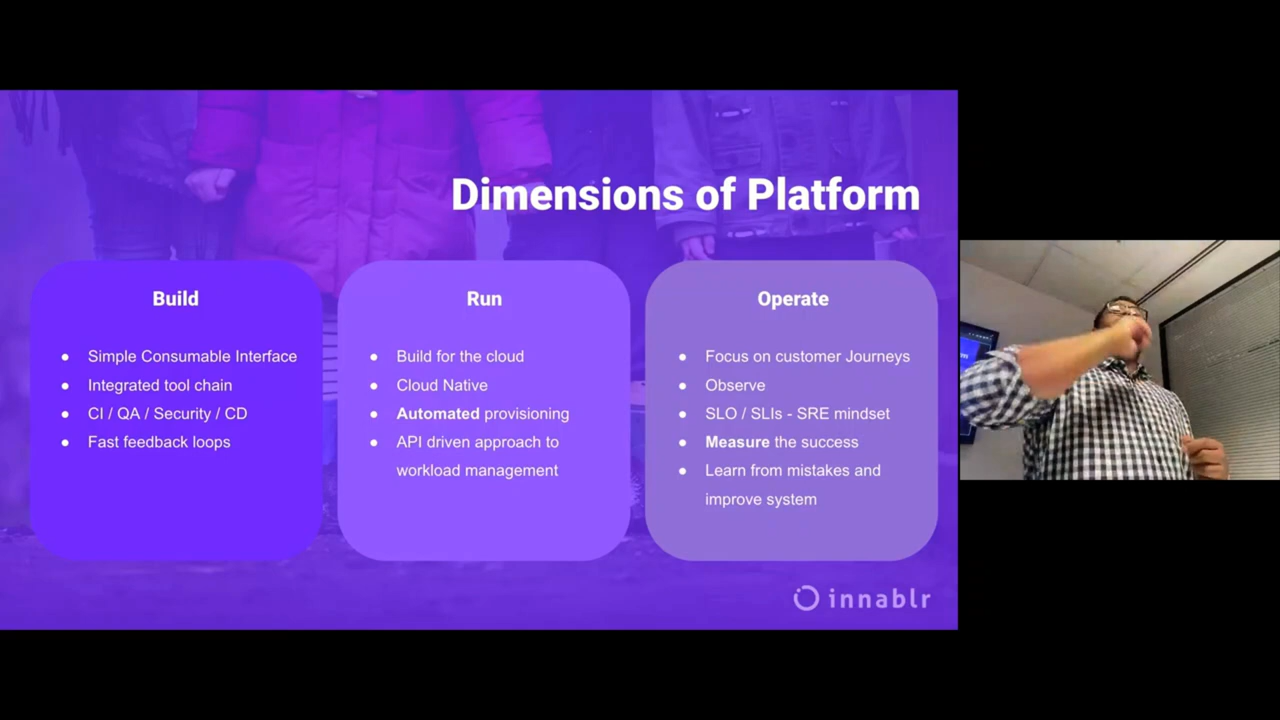 Dimensions of Platform
Build
Simple Consumable Interface
Integrated tool chain
CI / QA / Security / CD
Fast feedback loops
Run
Build for the cloud
Cloud Native
Automated provisioning
API driven approach to
workload management
Operate
Focus on customer Journeys
Observe
SLO / SLIs - SRE mindset
Measure the success
Learn from mistakes and
improve system
innablr